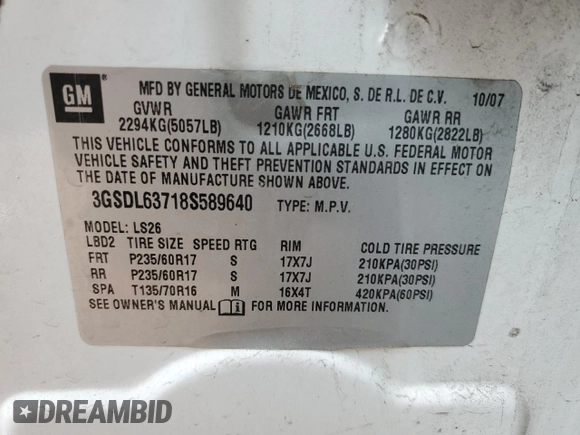 GM ® MFD BY GENERAL MOTORS DE MEXICO, S. DE R.L. DE C.V. 10/07
GVWR GAWR FRT GAWR RR
2294KG(5057LB) 1210KG(2668LB) 1280KG(2822LB)
THIS VEHICLE CONFORMS TO ALL APPLICABLE U.S. FEDERAL MOTOR
VEHICLE SAFETY AND THEFT PREVENTION STANDARDS IN EFFECT ON
THE DATE OF MANUFACTURE SHOWN ABOVE.
3GSDL63718S589640 TYPE: M.P.V.
MODEL: LS26
LBD2 TIRE SIZE SPEED RTG RIM COLD TIRE PRESSURE
FRT P235/60R17 S 17X7J 210KPA(30PSI)
RR P235/60R17 S 17X7J 210KPA(30PSI)
SPA T135/70R16 M 16X4T 420KPA(60PSI)
SEE OWNER'S MANUAL FOR MORE INFORMATION.
DREAMBID